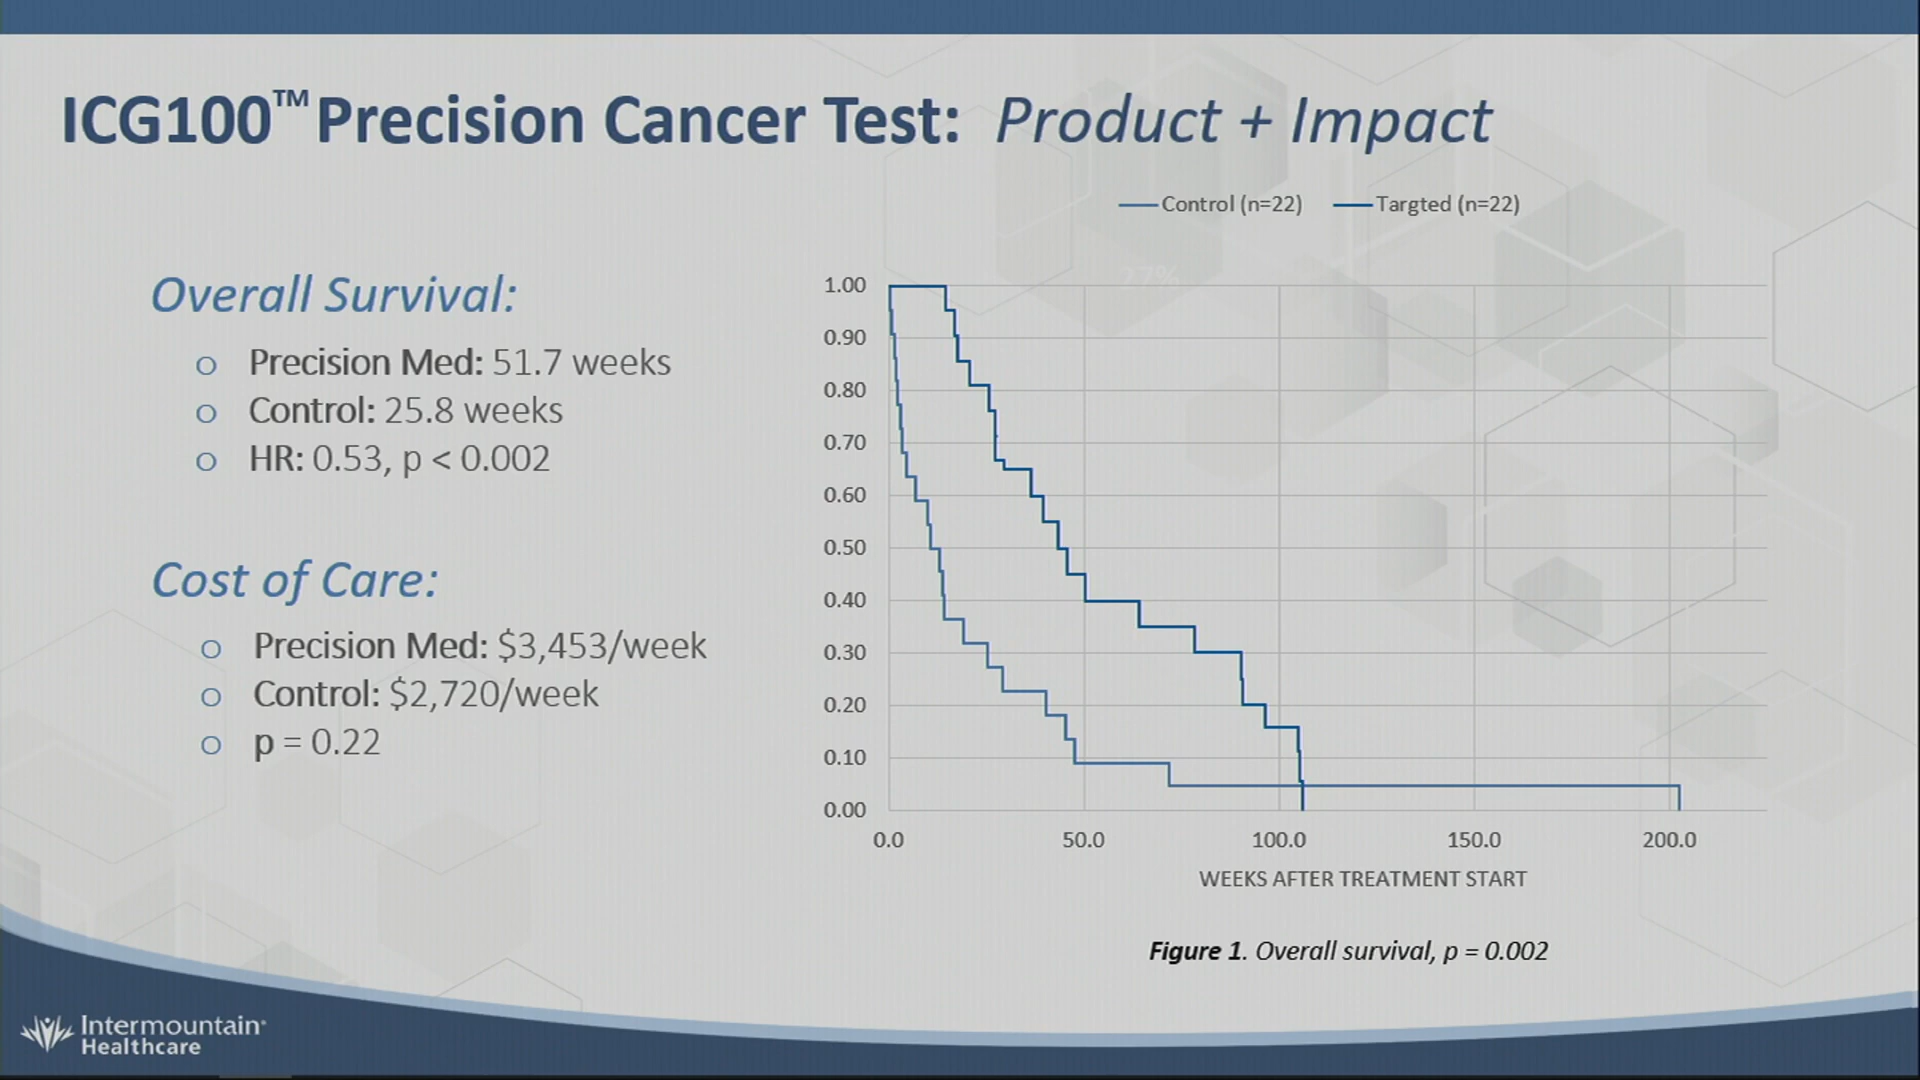 ICG100™ Precision Cancer Test: Product + Impact
Control (n=22) Targted (n=22)
Overall Survival:
o Precision Med: 51.7 weeks
o Control: 25.8 weeks
o HR: 0.53, p < 0.002
Cost of Care:
o Precision Med: $3,453/week
o Control: $2,720/week
o p = 0.22
27%
1.00
0.90
0.80
0.70
0.60
0.50
0.40
0.30
0.20
0.10
0.00
0.0 50.0 100.0 150.0 200.0
WEEKS AFTER TREATMENT START
Figure 1. Overall survival, p = 0.002
Intermountain®
Healthcare